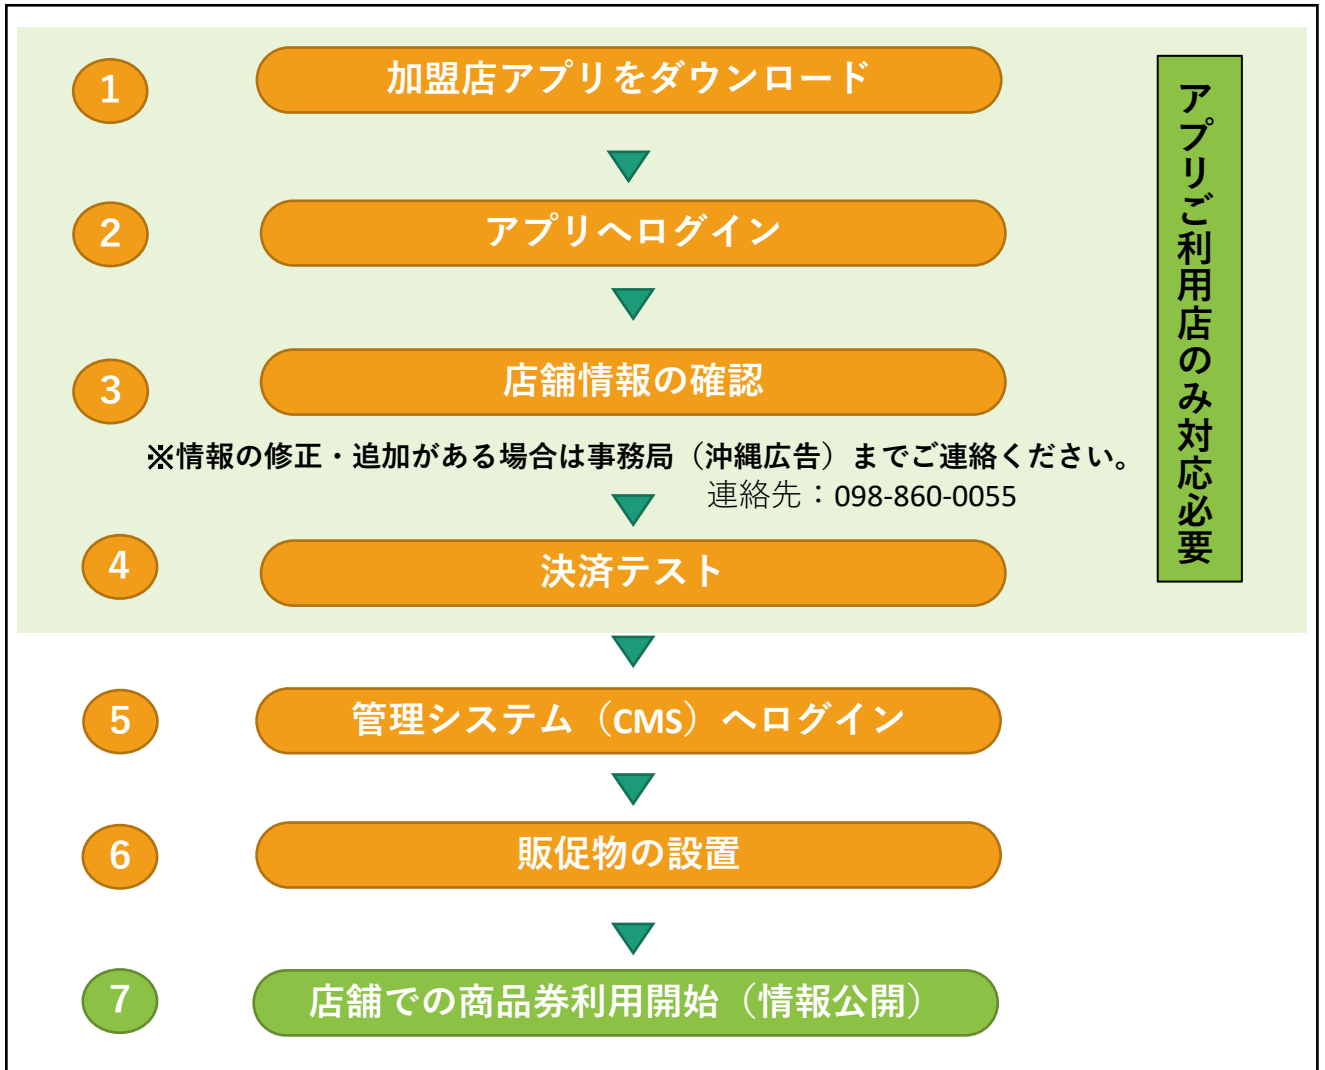 1
加盟店アプリをダウンロード
2
アプリへログイン
3
店舗情報の確認
※情報の修正・追加がある場合は事務局（沖縄広告）までご連絡ください。
連絡先：098-860-0055
4
決済テスト
アプリご利用店のみ対応必要
5
管理システム（CMS）へログイン
6
販促物の設置
7
店舗での商品券利用開始（情報公開）